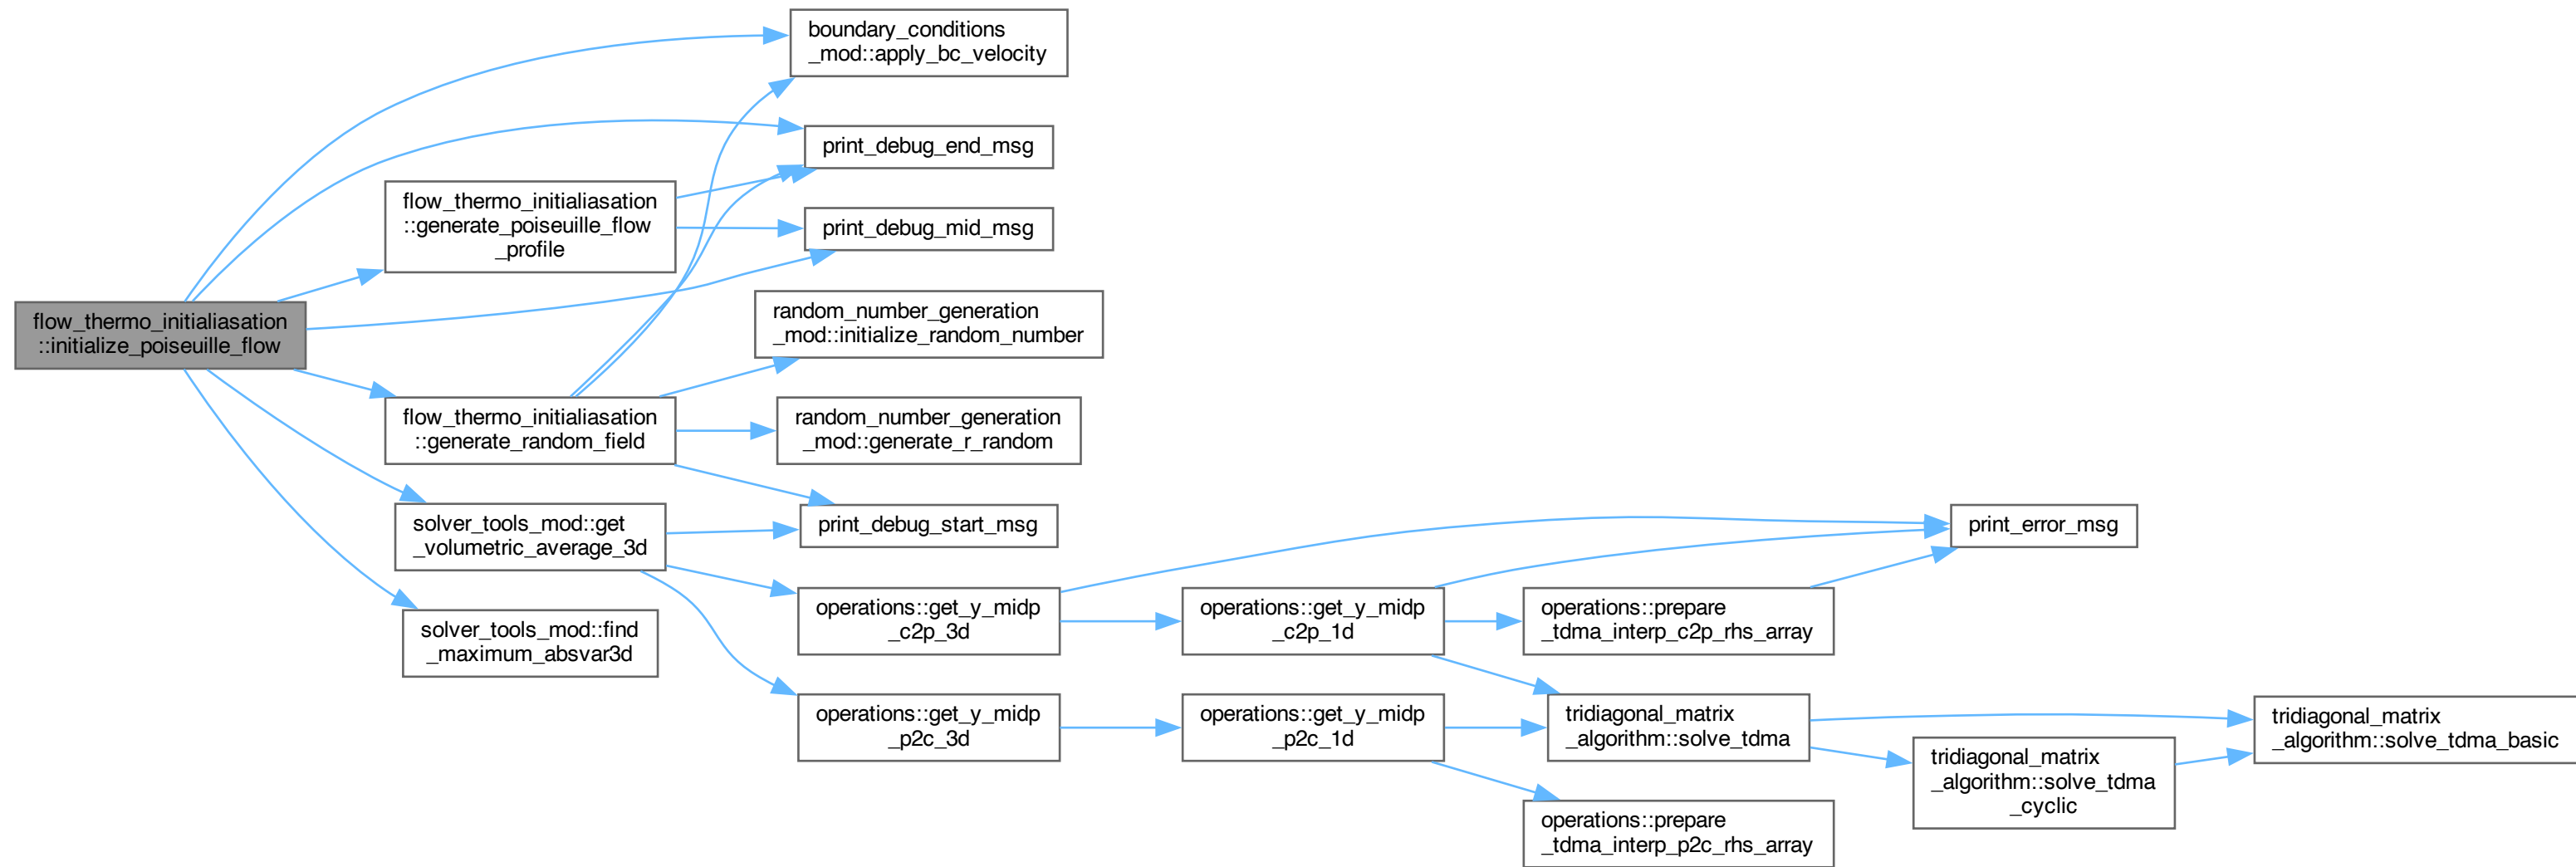 boundary_conditions
_mod::apply_bc_velocity
print_debug_end_msg
flow_thermo_initialiasation
::generate_poiseuille_flow
_profile
print_debug_mid_msg
flow_thermo_initialiasation
::initialize_poiseuille_flow
random_number_generation
_mod::initialize_random_number
flow_thermo_initialiasation
::generate_random_field
random_number_generation
_mod::generate_r_random
solver_tools_mod::get
_volumetric_average_3d
print_debug_start_msg
print_error_msg
solver_tools_mod::find
_maximum_absvar3d
operations::get_y_midp
_c2p_3d
operations::get_y_midp
_c2p_1d
operations::prepare
_tdma_interp_c2p_rhs_array
operations::get_y_midp
_p2c_3d
operations::get_y_midp
_p2c_1d
tridiagonal_matrix
_algorithm::solve_tdma
tridiagonal_matrix
_algorithm::solve_tdma_basic
tridiagonal_matrix
_algorithm::solve_tdma
_cyclic
operations::prepare
_tdma_interp_p2c_rhs_array